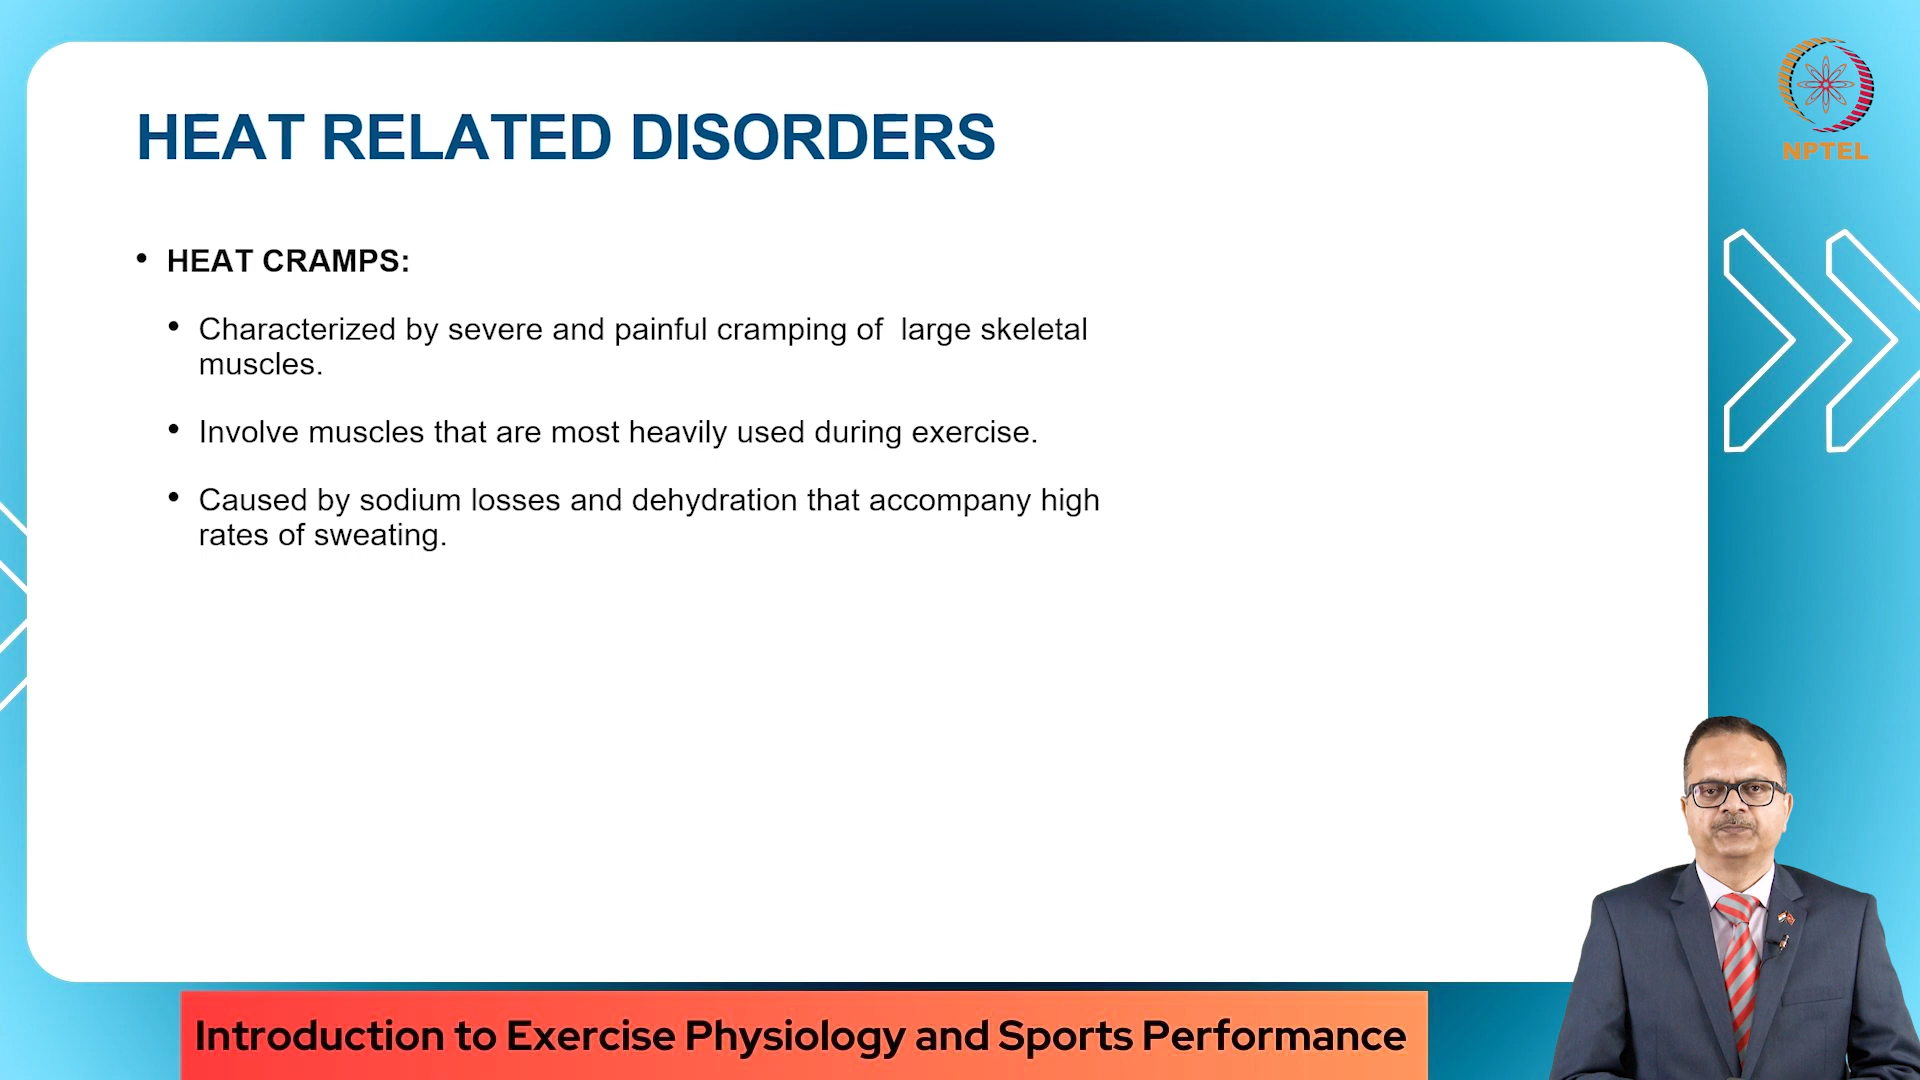 HEAT RELATED DISORDERS
NPTEL
• HEAT CRAMPS:
• Characterized by severe and painful cramping of  large skeletal
muscles.
• Involve muscles that are most heavily used during exercise.
• Caused by sodium losses and dehydration that accompany high
rates of sweating.
Introduction to Exercise Physiology and Sports Performance